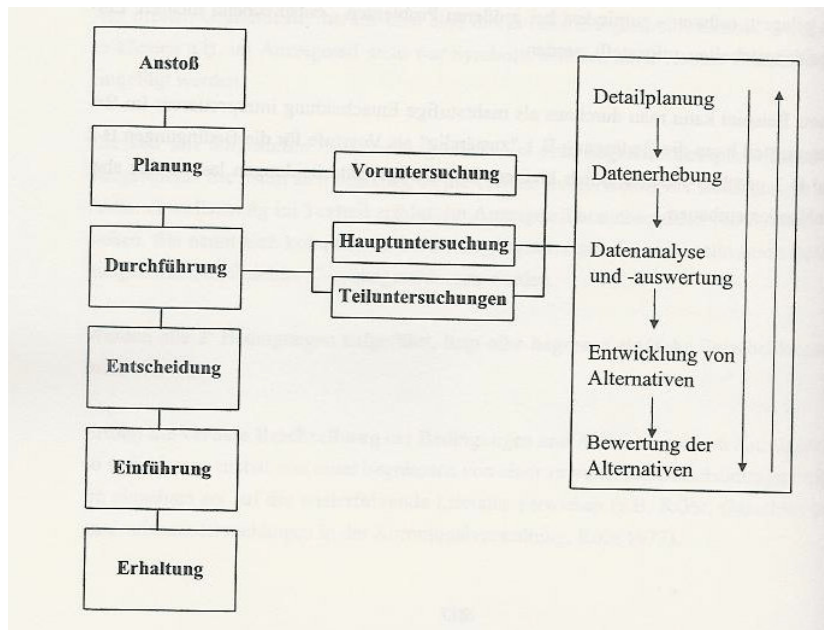 Anstoß
Planung
Durchführung
Entscheidung
Einführung
Erhaltung
Voruntersuchung
Hauptuntersuchung
Teiluntersuchungen
Detailplanung
Datenerhebung
Datenanalyse
und -auswertung
Entwicklung von
Alternativen
Bewertung der
Alternativen